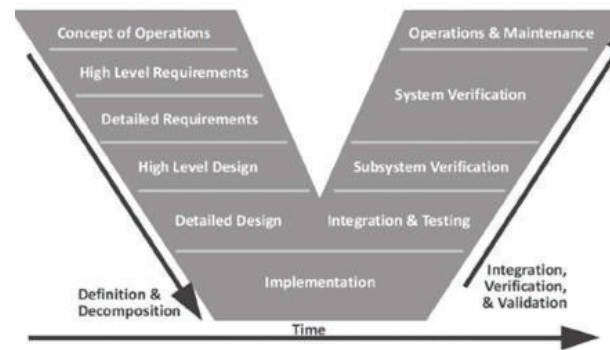 Concept of Operations
High Level Requirements
Detailed Requirements
High Level Design
Detailed Design
Implementation
Integration & Testing
Subsystem Verification
System Verification
Operations & Maintenance
Definition &
Decomposition
Integration,
Verification,
& Validation
Time